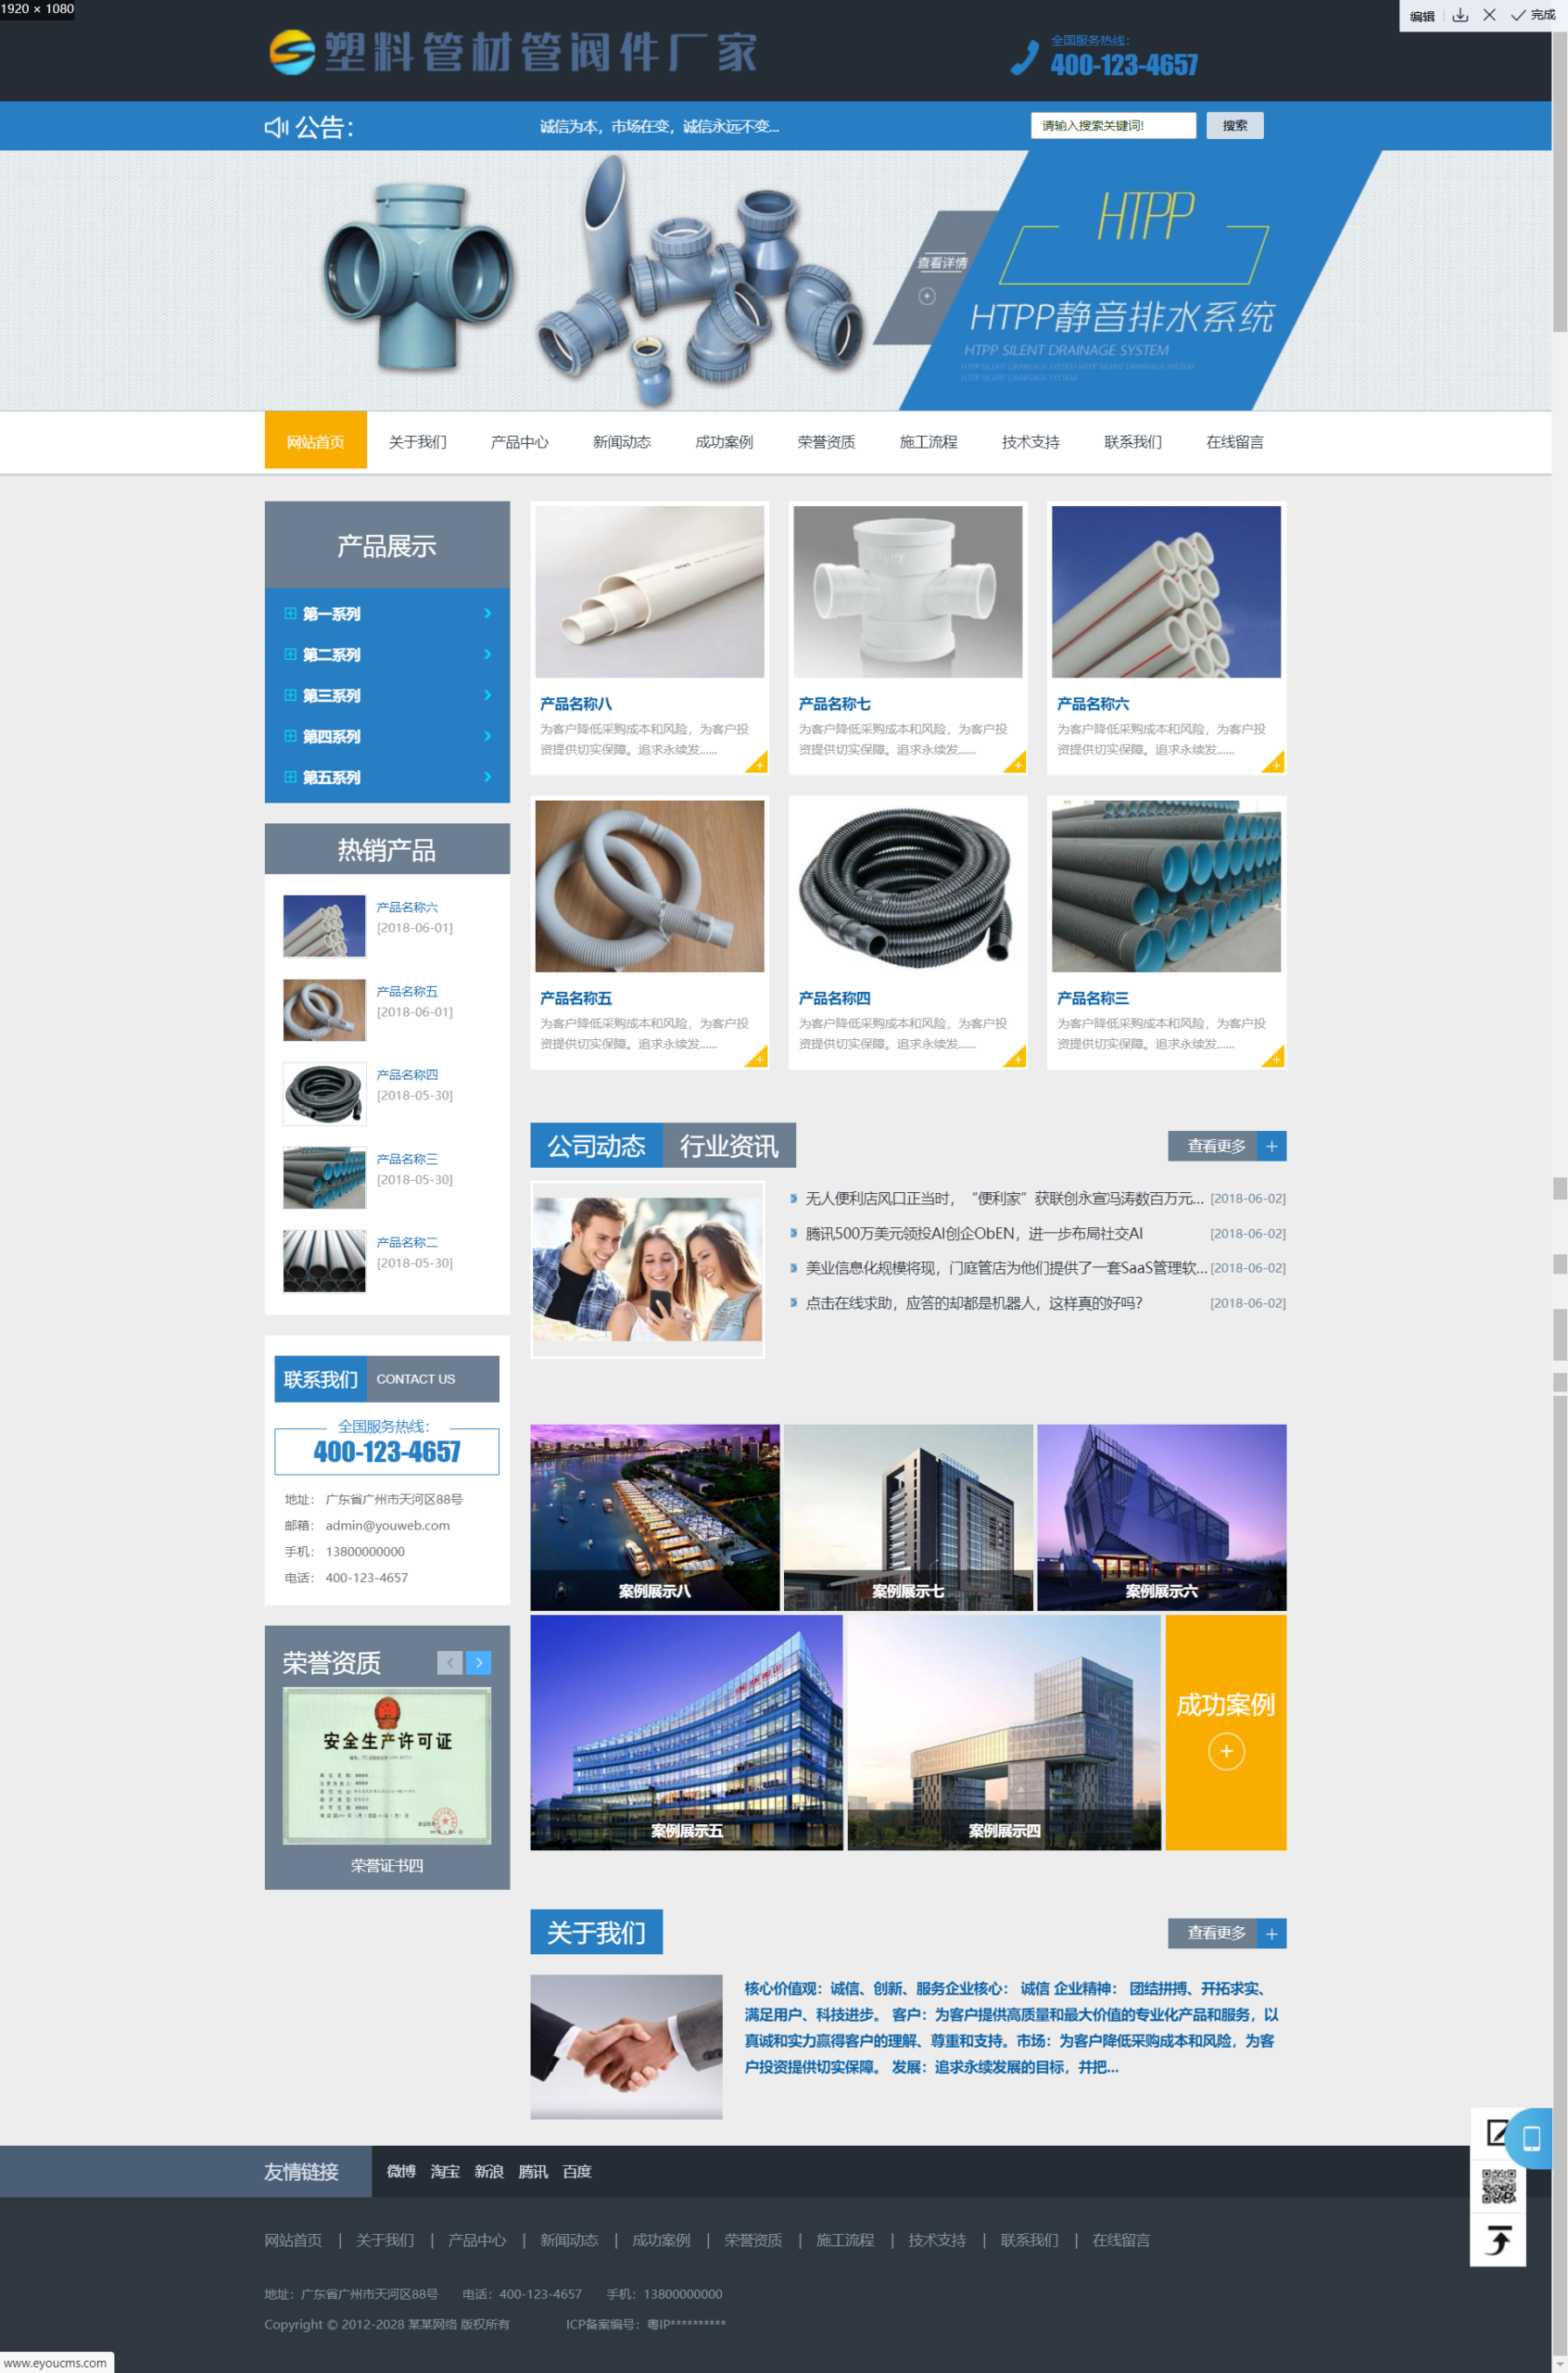 1920 × 1080
编辑
完成
塑料管材管阀件厂家
全国服务热线：
400-123-4657
公告：
诚信为本，市场在变，诚信永远不变...
请输入搜索关键词!
搜索
HTPP
查看详情
HTPP静音排水系统
HTPP SILENT DRAINAGE SYSTEM
HTPP SILENT DRAINAGE SYSTEM HTPP SILENT DRAINAGE SYSTEM
HTPP SILENT DRAINAGE SYSTEM
网站首页 关于我们 产品中心 新闻动态 成功案例 荣誉资质 施工流程 技术支持 联系我们 在线留言
产品展示
第一系列
第二系列
第三系列
第四系列
第五系列
产品名称八
为客户降低采购成本和风险，为客户投
资提供切实保障。追求永续发......
产品名称七
为客户降低采购成本和风险，为客户投
资提供切实保障。追求永续发......
产品名称六
为客户降低采购成本和风险，为客户投
资提供切实保障。追求永续发......
产品名称五
为客户降低采购成本和风险，为客户投
资提供切实保障。追求永续发......
产品名称四
为客户降低采购成本和风险，为客户投
资提供切实保障。追求永续发......
产品名称三
为客户降低采购成本和风险，为客户投
资提供切实保障。追求永续发......
热销产品
产品名称六
[2018-06-01]
产品名称五
[2018-06-01]
产品名称四
[2018-05-30]
产品名称三
[2018-05-30]
产品名称二
[2018-05-30]
公司动态 行业资讯
查看更多 +
无人便利店风口正当时，“便利家”获联创永宣冯涛数百万元... [2018-06-02]
腾讯500万美元领投AI创企ObEN，进一步布局社交AI [2018-06-02]
美业信息化规模将现，门庭管店为他们提供了一套SaaS管理软... [2018-06-02]
点击在线求助，应答的却都是机器人，这样真的好吗？ [2018-06-02]
联系我们 CONTACT US
全国服务热线：
400-123-4657
地址： 广东省广州市天河区88号
邮箱： admin@youweb.com
手机： 13800000000
电话： 400-123-4657
案例展示八
案例展示七
案例展示六
案例展示五
案例展示四
成功案例
荣誉资质
安全生产许可证
荣誉证书四
关于我们
查看更多 +
核心价值观：诚信、创新、服务企业核心： 诚信 企业精神： 团结拼搏、开拓求实、
满足用户、科技进步。 客户：为客户提供高质量和最大价值的专业化产品和服务，以
真诚和实力赢得客户的理解、尊重和支持。市场：为客户降低采购成本和风险，为客
户投资提供切实保障。 发展：追求永续发展的目标，并把...
友情链接 微博 淘宝 新浪 腾讯 百度
网站首页 | 关于我们 | 产品中心 | 新闻动态 | 成功案例 | 荣誉资质 | 施工流程 | 技术支持 | 联系我们 | 在线留言
地址：广东省广州市天河区88号 电话：400-123-4657 手机：13800000000
Copyright © 2012-2028 某某网络 版权所有 ICP备案编号：粤IP**********
www.eyoucms.com